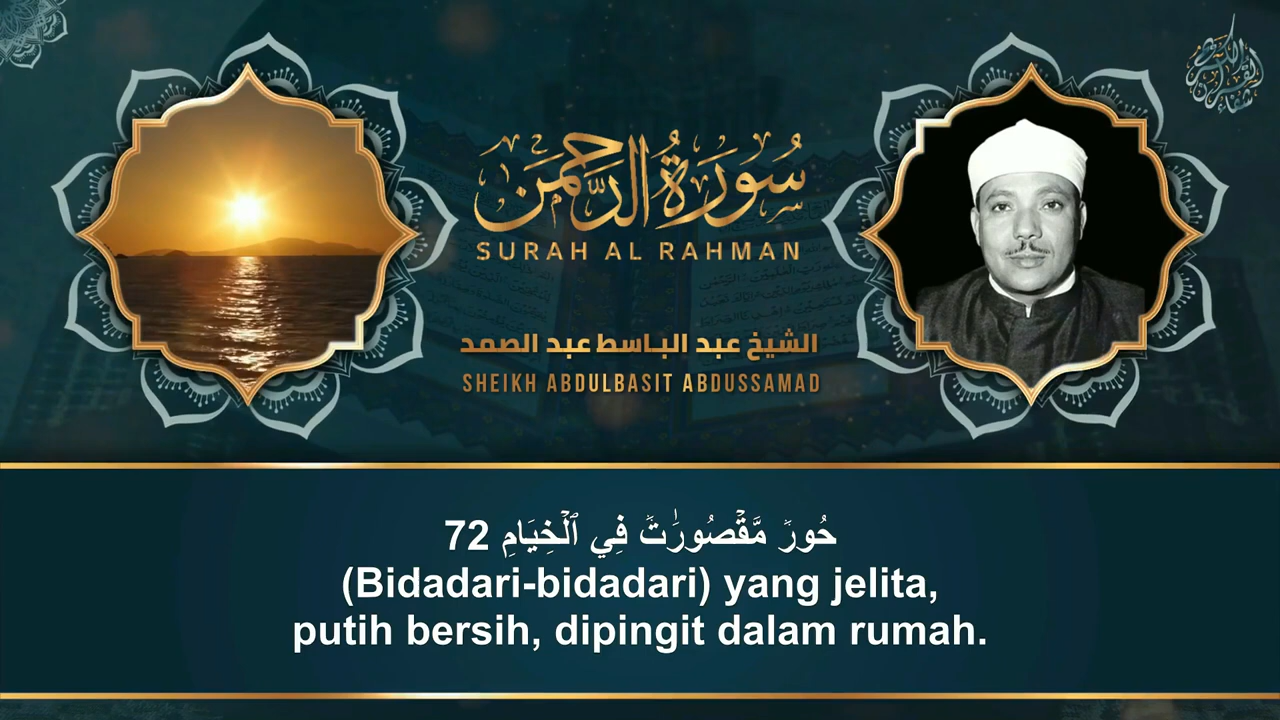 سُورَةُ الرَّحْمَن
SURAH AL RAHMAN
الشيخ عبد الباسط عبد الصمد
SHEIKH ABDULBASIT ABDUSSAMAD
حُورٞ مَّقۡصُورَٰتٞ فِي ٱلۡخِيَامِ 72
(Bidadari-bidadari) yang jelita,
putih bersih, dipingit dalam rumah.